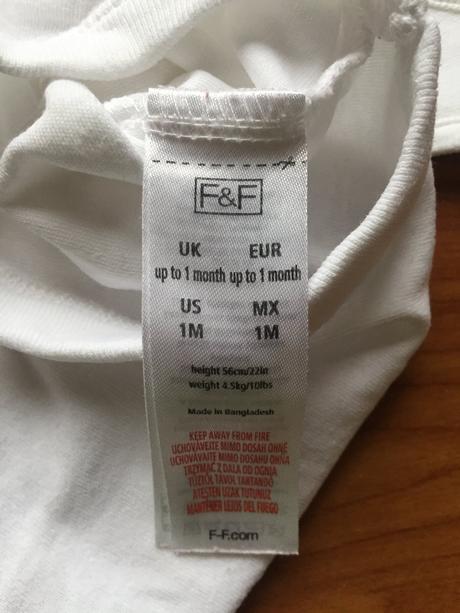 F&F
UK EUR
up to 1 month up to 1 month
US MX
1M 1M
height 56cm/22in
weight 4.5kg/10lbs
Made in Bangladesh
KEEP AWAY FROM FIRE
UCHOVÁVEJTE MIMO DOSAH OHNĚ
UCHOVÁVAJTE MIMO DOSAHU OHŇA
TRZYMAĆ Z DALA OD OGNIA
TŰZTŐL TÁVOL TARTANDÓ
ATEŞTEN UZAK TUTUNUZ
MANTENER LEJOS DEL FUEGO
F-F.com